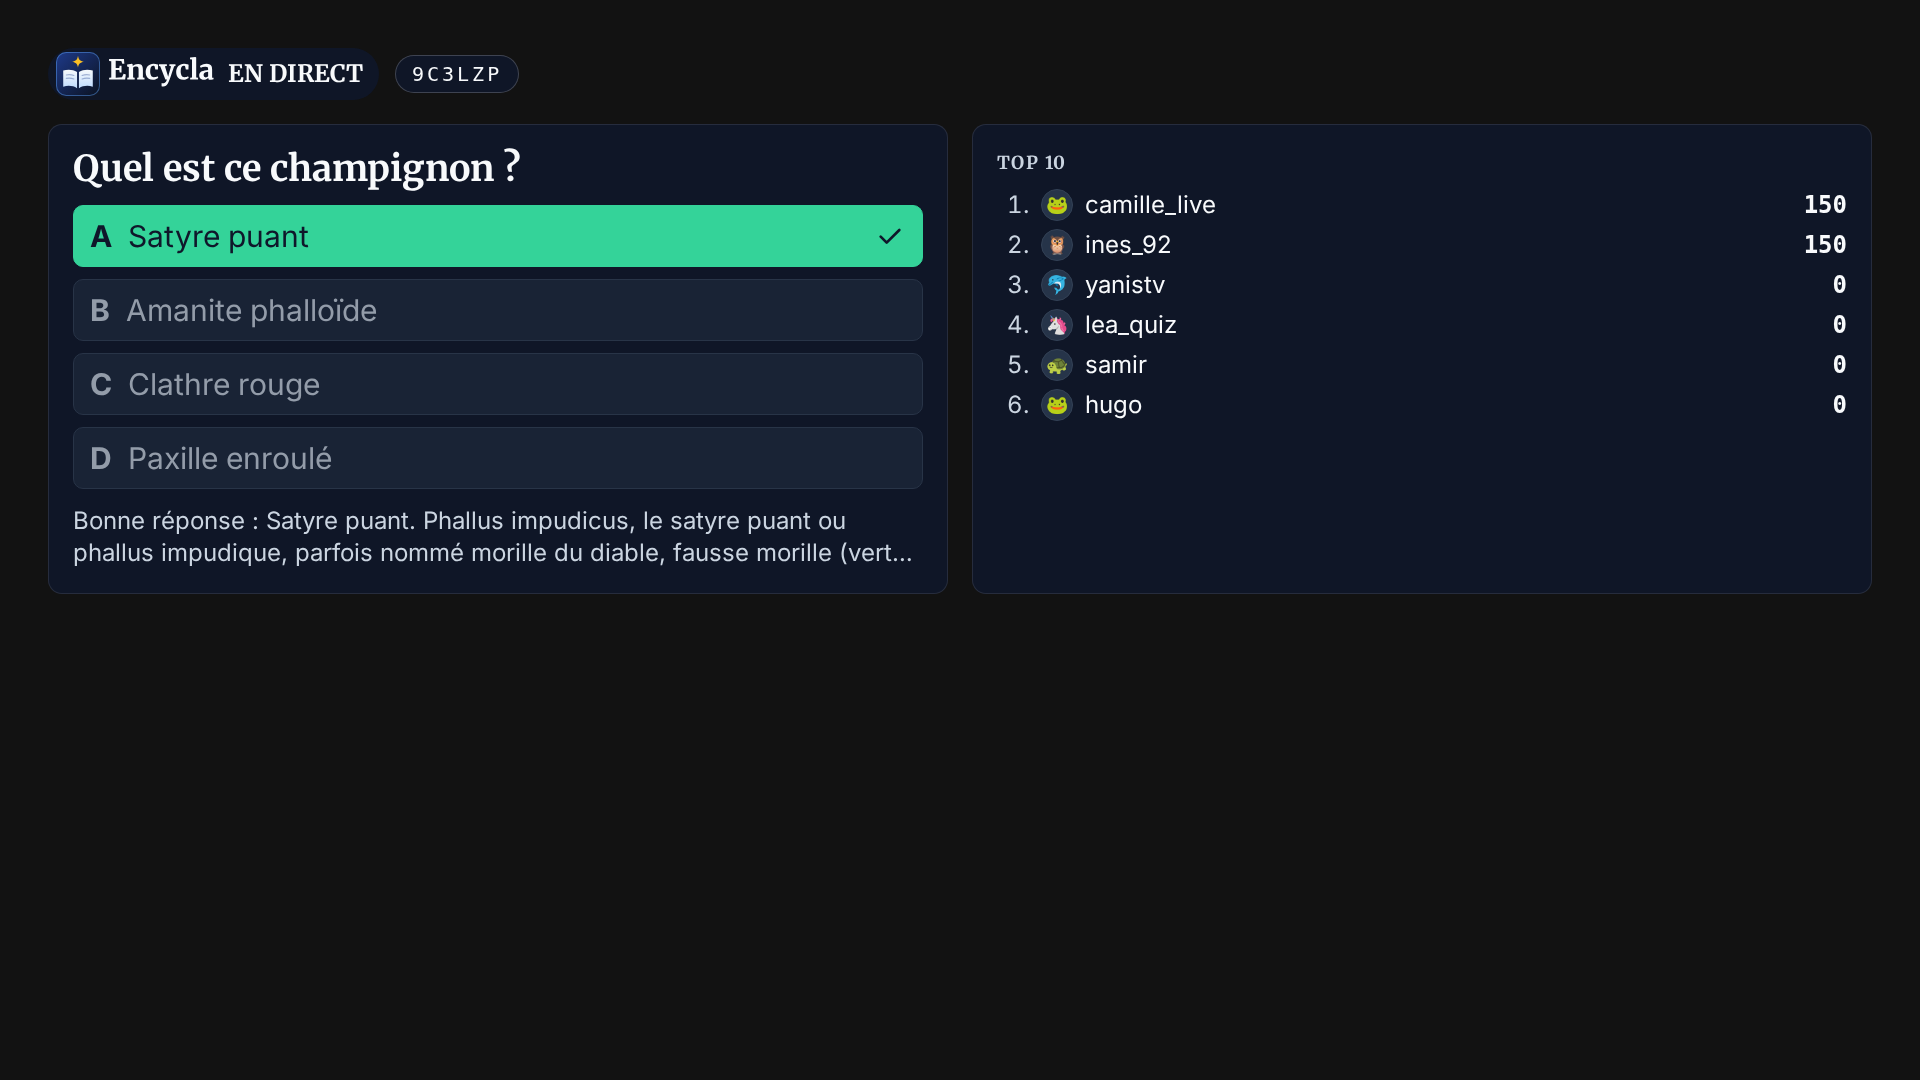 Encycla EN DIRECT 9C3LZP
Quel est ce champignon ?
A Satyre puant
B Amanite phalloïde
C Clathre rouge
D Paxille enroulé
Bonne réponse : Satyre puant. Phallus impudicus, le satyre puant ou
phallus impudique, parfois nommé morille du diable, fausse morille (vert…
TOP 10
1. camille_live 150
2. ines_92 150
3. yanistv 0
4. lea_quiz 0
5. samir 0
6. hugo 0